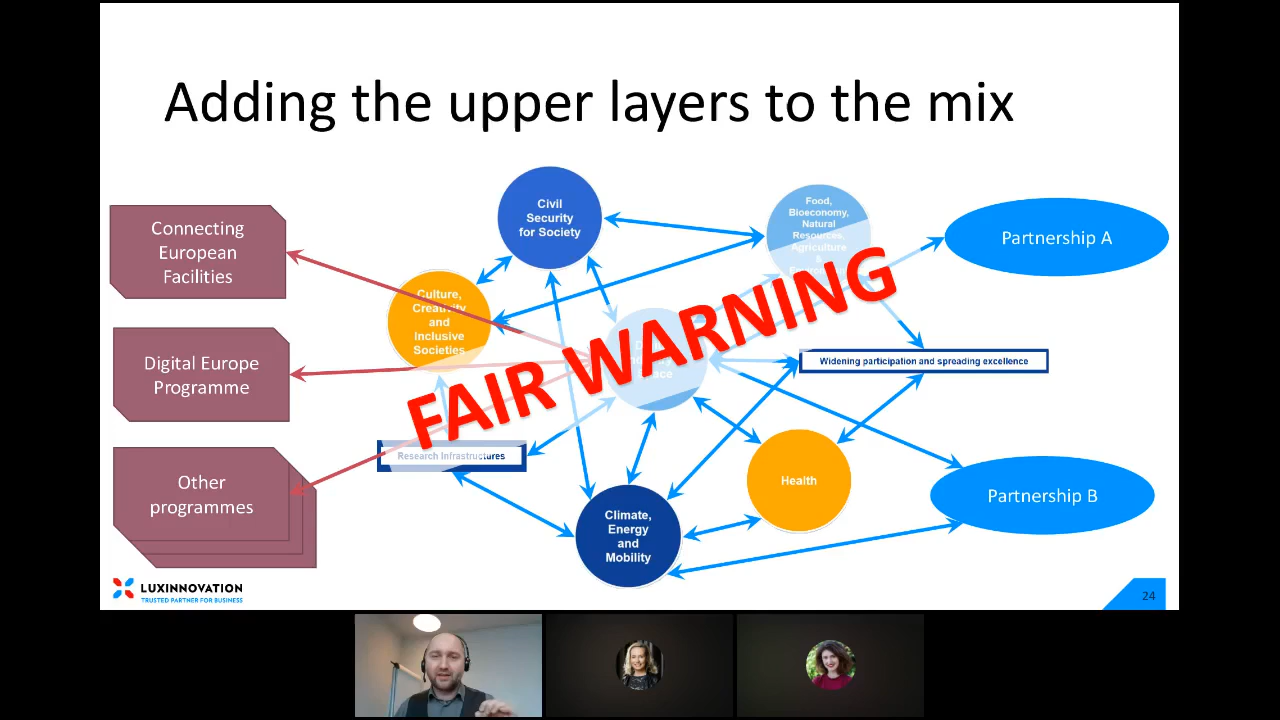 Adding the upper layers to the mix
Connecting
European
Facilities
Digital Europe
Programme
Other
programmes
Civil
Security
for Society
Food,
Bioeconomy,
Natural
Resources,
Agriculture
&
Culture,
Creativity
and
Inclusive
Societies
FAIR WARNING
Partnership A
Widening participation and spreading excellence
Research Infrastructures
Health
Partnership B
Climate,
Energy
and
Mobility
LUXINNOVATION
TRUSTED PARTNER FOR BUSINESS
24